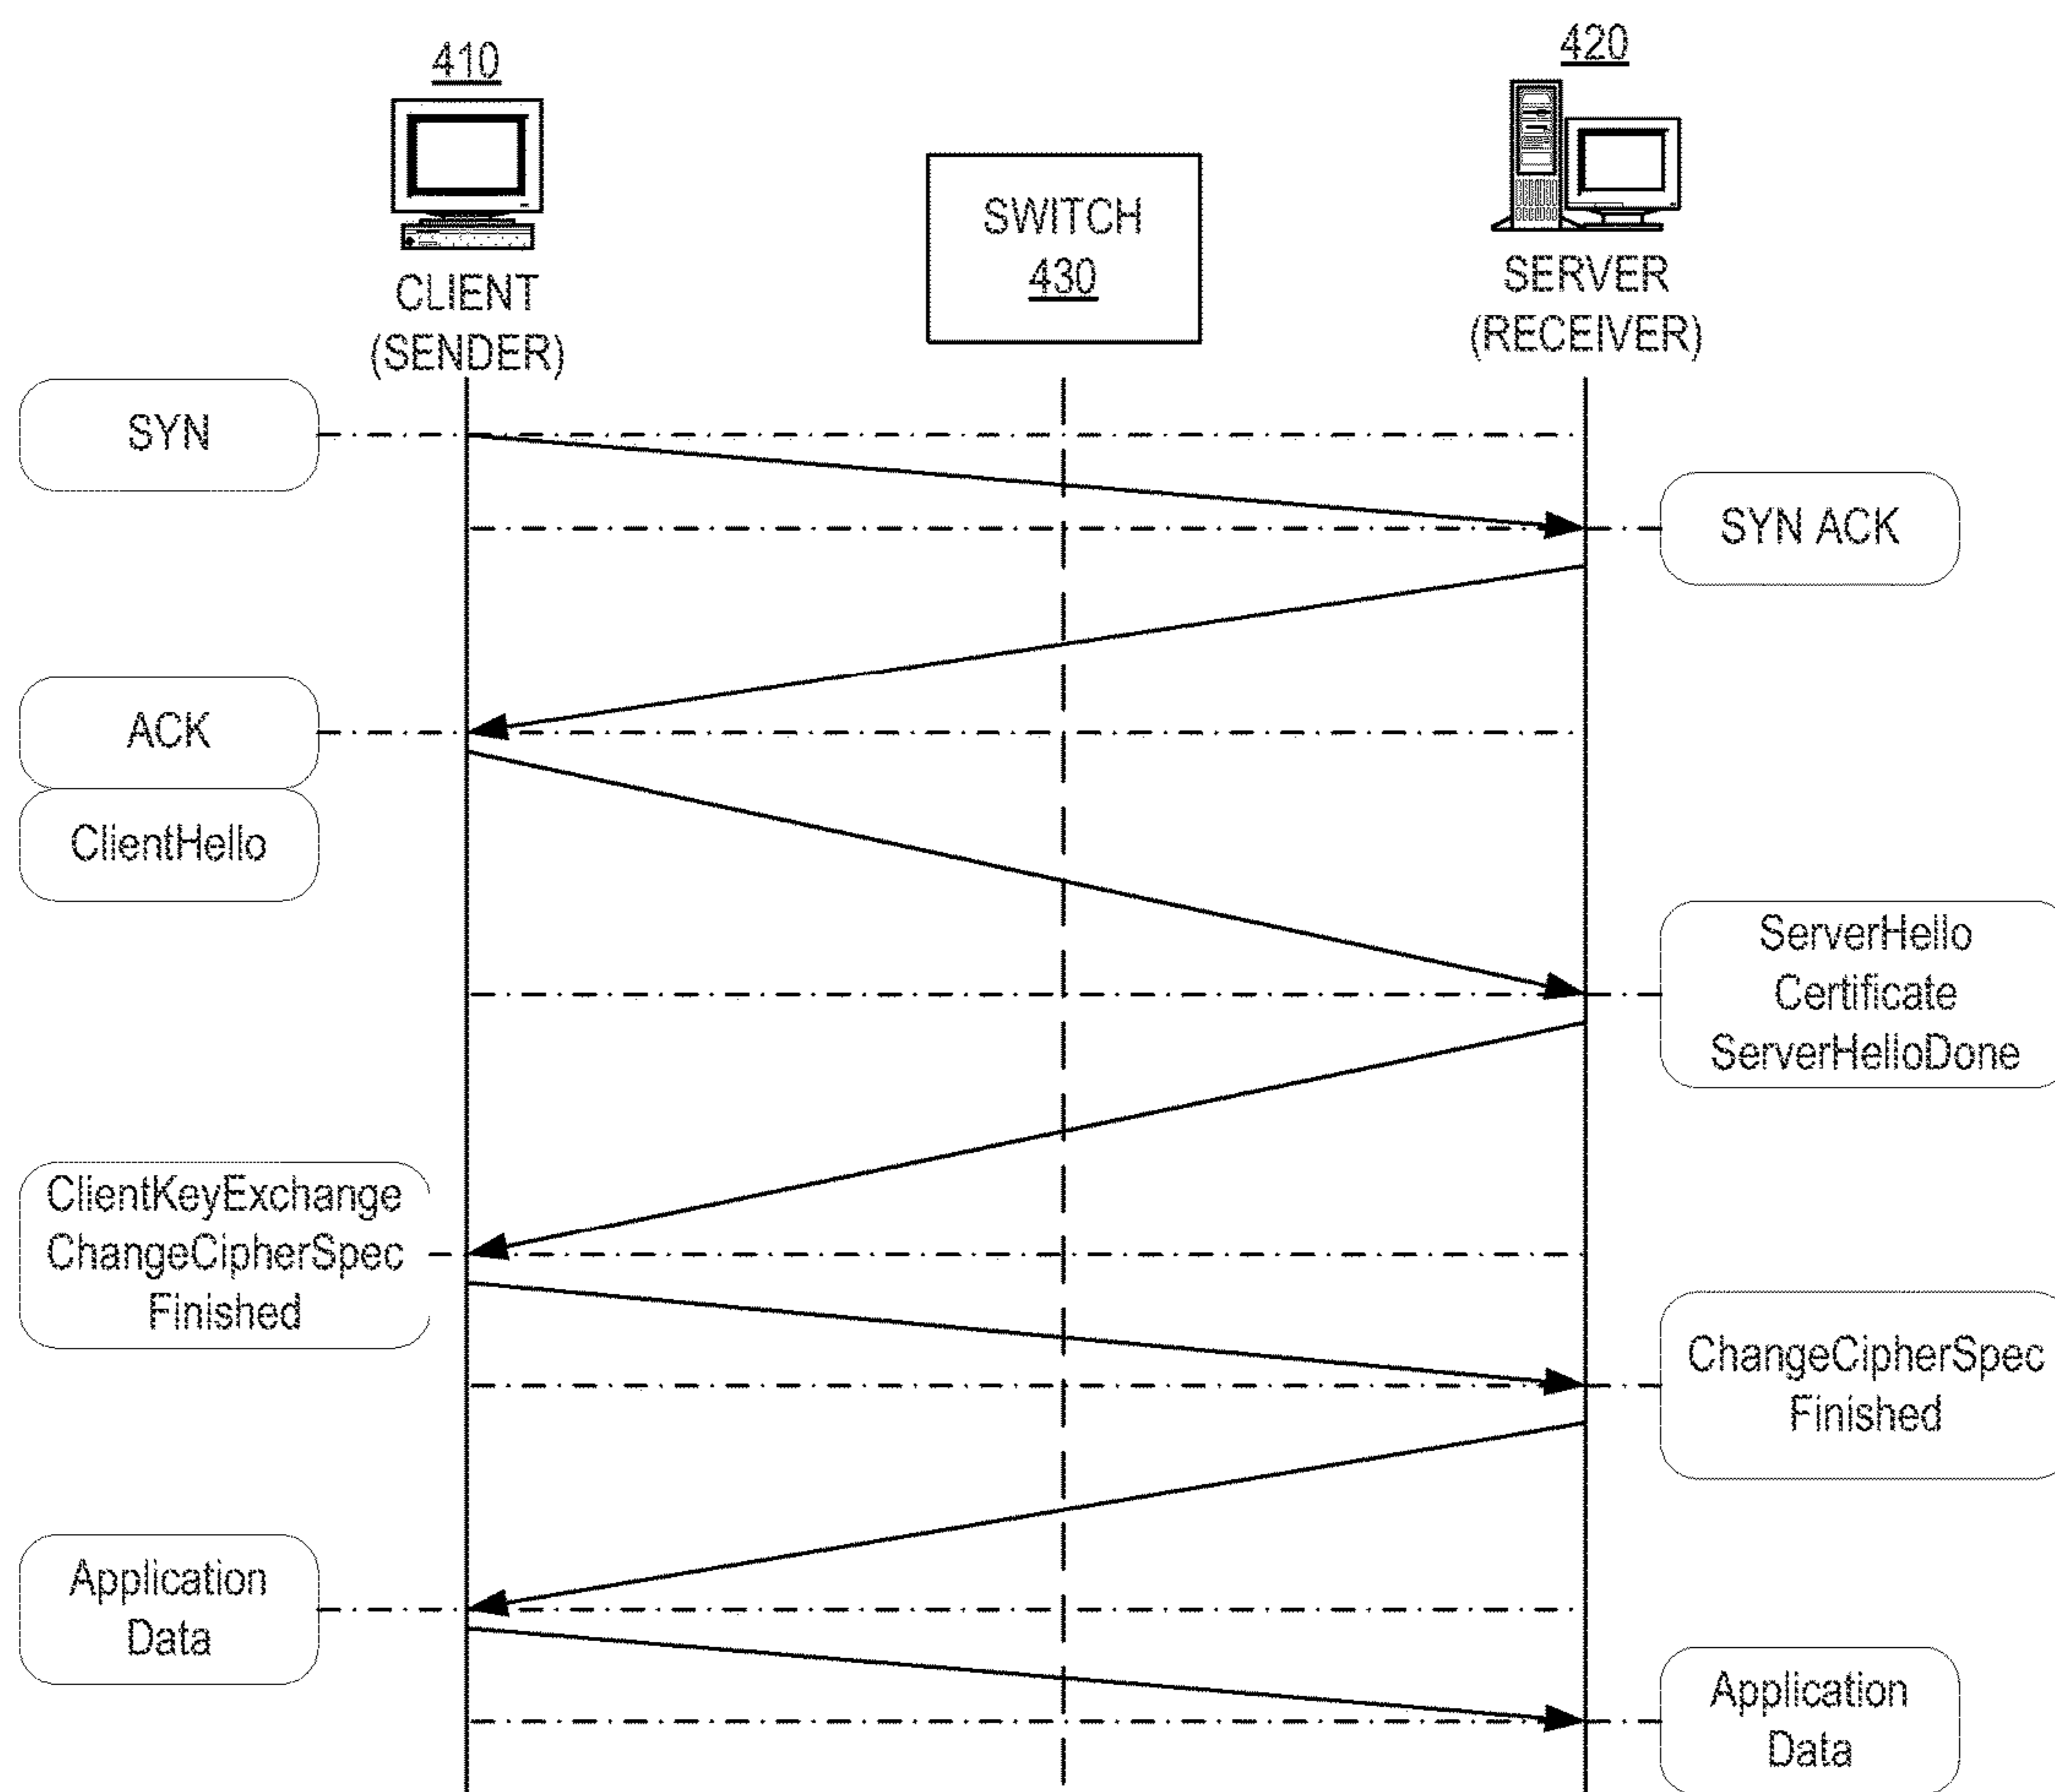 410
420
SWITCH
430
CLIENT
(SENDER)
SERVER
(RECEIVER)
SYN
SYN ACK
ACK
ClientHello
ServerHello
Certificate
ServerHelloDone
ClientKeyExchange
ChangeCipherSpec
Finished
ChangeCipherSpec
Finished
Application
Data
Application
Data